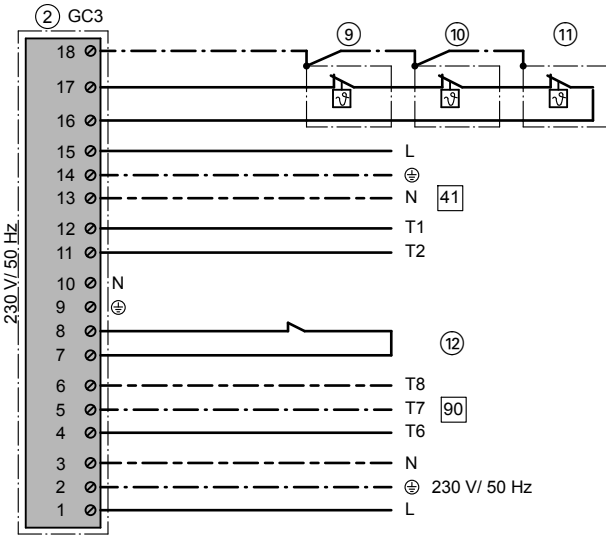 ② GC3
⑨ ⑩ ⑪
18
17 ϑ ϑ ϑ
16
15 L
14
13 N 41
12 T1
11 T2
10 N
9
8
7 ⑫
6 T8
5 T7 90
4 T6
3 N
2 230 V/ 50 Hz
1 L
230 V/ 50 Hz